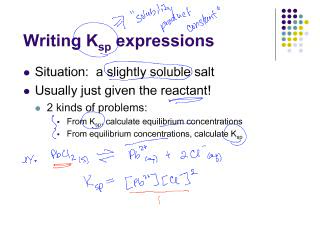 "solubility product constant"
Writing Ksp expressions
Situation: a slightly soluble salt
Usually just given the reactant!
2 kinds of problems:
From Ksp, calculate equilibrium concentrations
From equilibrium concentrations, calculate Ksp
ex. PbCl2(s) ⇌ Pb2+(aq) + 2Cl-(aq)
Ksp = [Pb2+][Cl-]2